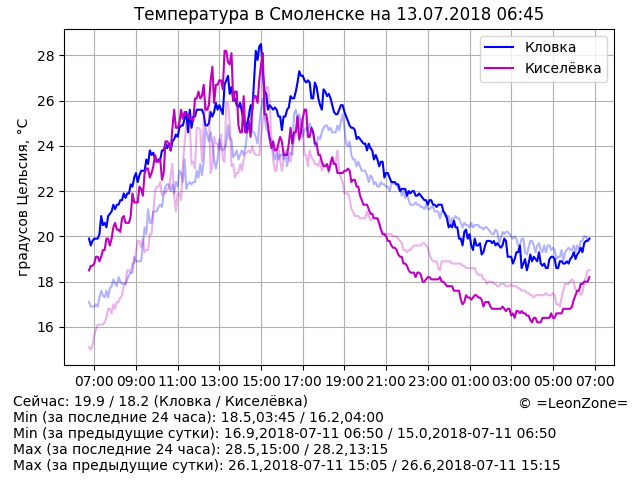 Температура в Смоленске на 13.07.2018 06:45
Кловка
Киселёвка
градусов Цельсия, °C
28
26
24
22
20
18
16
07:00 09:00 11:00 13:00 15:00 17:00 19:00 21:00 23:00 01:00 03:00 05:00 07:00
Сейчас: 19.9 / 18.2 (Кловка / Киселёвка)
© =LeonZone=
Min (за последние 24 часа): 18.5,03:45 / 16.2,04:00
Min (за предыдущие сутки): 16.9,2018-07-11 06:50 / 15.0,2018-07-11 06:50
Max (за последние 24 часа): 28.5,15:00 / 28.2,13:15
Max (за предыдущие сутки): 26.1,2018-07-11 15:05 / 26.6,2018-07-11 15:15